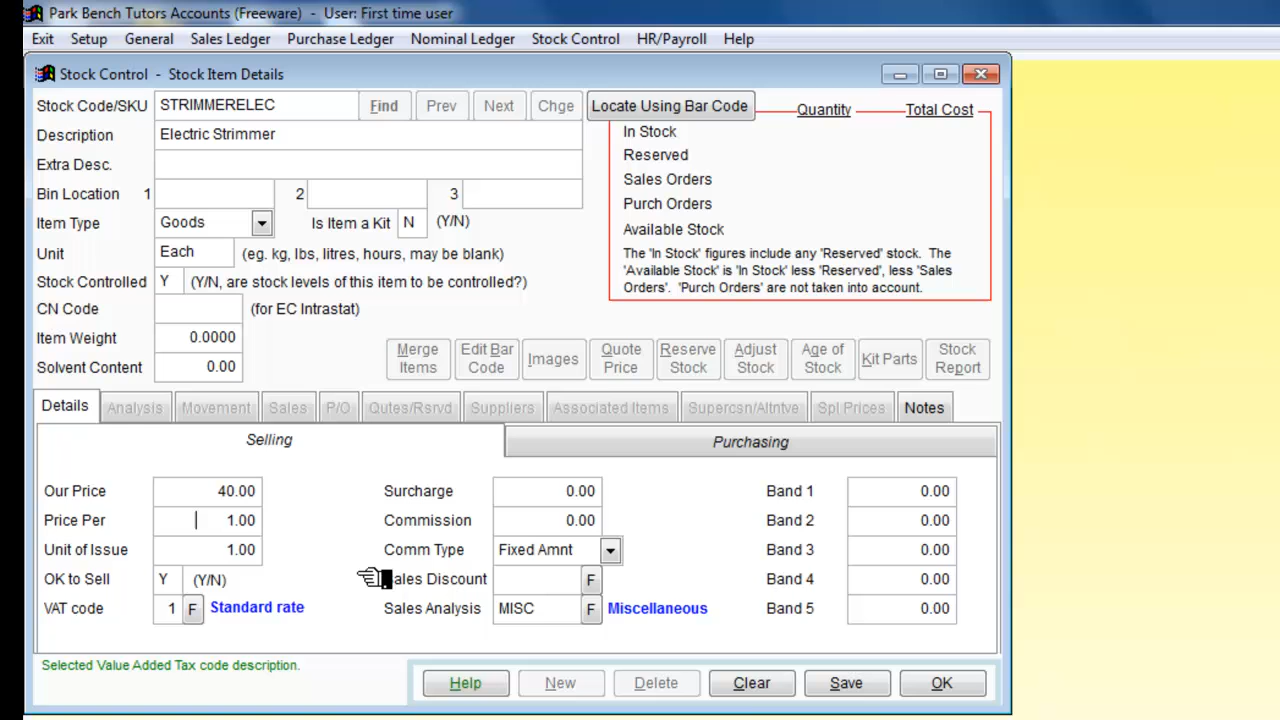 Park Bench Tutors Accounts (Freeware) - User: First time user
Exit Setup General Sales Ledger Purchase Ledger Nominal Ledger Stock Control HR/Payroll Help
Stock Control - Stock Item Details
Stock Code/SKU STRIMMERELEC Find Prev Next Chge Locate Using Bar Code Quantity Total Cost
Description Electric Strimmer
In Stock
Extra Desc.
Reserved
Bin Location 1 2 3
Sales Orders
Purch Orders
Item Type Goods Is Item a Kit N (Y/N)
Available Stock
Unit Each (eg. kg, lbs, litres, hours, may be blank)
The 'In Stock' figures include any 'Reserved' stock. The
'Available Stock' is 'In Stock' less 'Reserved', less 'Sales
Orders'. 'Purch Orders' are not taken into account.
Stock Controlled Y (Y/N, are stock levels of this item to be controlled?)
CN Code (for EC Intrastat)
Item Weight 0.0000
Solvent Content 0.00
Merge Items Edit Bar Code Images Quote Price Reserve Stock Adjust Stock Age of Stock Kit Parts Stock Report
Details Analysis Movement Sales P/O Qutes/Rsrvd Suppliers Associated Items Supercsn/Altntve Spl Prices Notes
Selling Purchasing
Our Price 40.00 Surcharge 0.00 Band 1 0.00
Price Per 1.00 Commission 0.00 Band 2 0.00
Unit of Issue 1.00 Comm Type Fixed Amnt Band 3 0.00
OK to Sell Y (Y/N) ales Discount F Band 4 0.00
VAT code 1 F Standard rate Sales Analysis MISC F Miscellaneous Band 5 0.00
Selected Value Added Tax code description.
Help New Delete Clear Save OK